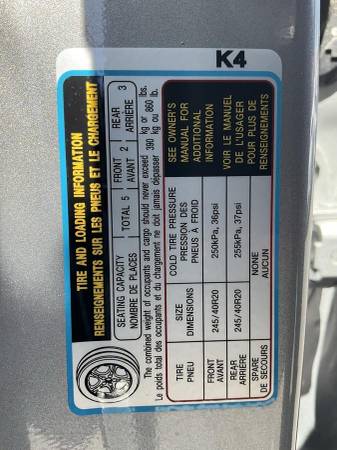 K4
TIRE AND LOADING INFORMATION
RENSEIGNEMENTS SUR LES PNEUS ET LE CHARGEMENT
SEATING CAPACITY
NOMBRE DE PLACES
TOTAL 5
FRONT
AVANT 2
REAR
ARRIÈRE 3
The combined weight of occupants and cargo should never exceed 390 kg or 860 lbs.
Le poids total des occupants et du chargement ne doit jamais dépasser 390 kg ou 860 lb.
TIRE
PNEU
SIZE
DIMENSIONS
COLD TIRE PRESSURE
PRESSION DES
PNEUS À FROID
FRONT
AVANT
245/40R20
250kPa, 36psi
REAR
ARRIÈRE
245/40R20
255kPa, 37psi
SPARE
DE SECOURS
NONE
AUCUN
SEE OWNER'S
MANUAL FOR
ADDITIONAL
INFORMATION
VOIR LE MANUEL
DE L'USAGER
POUR PLUS DE
RENSEIGNEMENTS